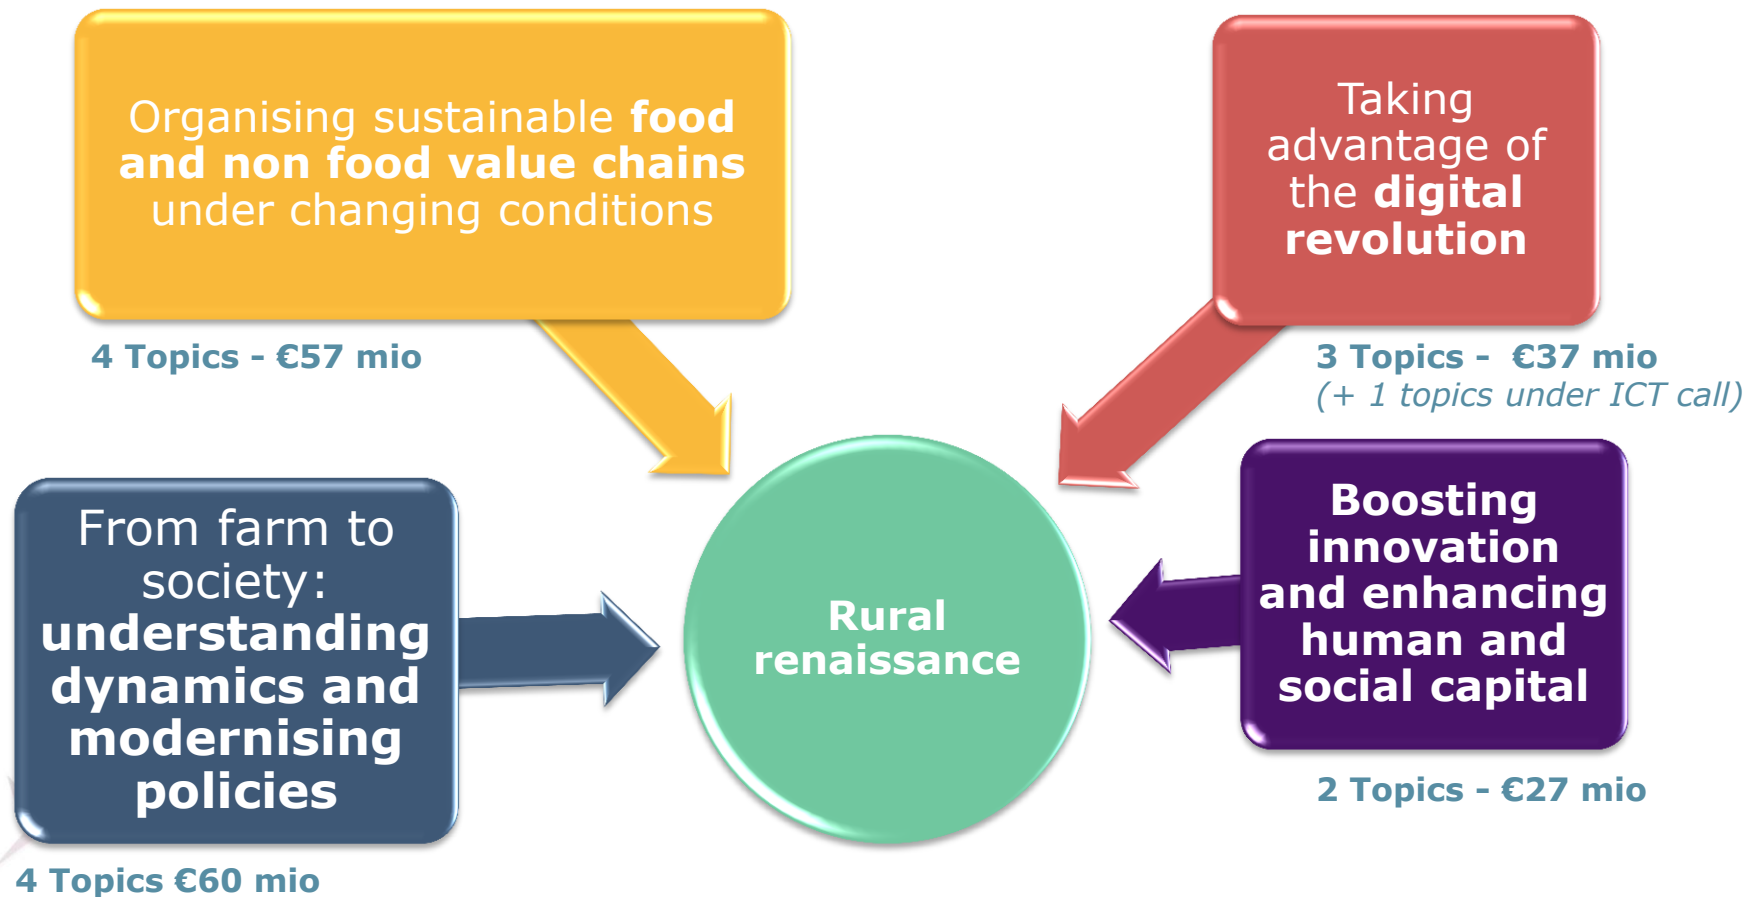 Organising sustainable food
and non food value chains
under changing conditions
4 Topics - €57 mio
Taking
advantage of
the digital
revolution
3 Topics - €37 mio
(+ 1 topics under ICT call)
From farm to
society:
understanding
dynamics and
modernising
policies
4 Topics €60 mio
Rural
renaissance
Boosting
innovation
and enhancing
human and
social capital
2 Topics - €27 mio